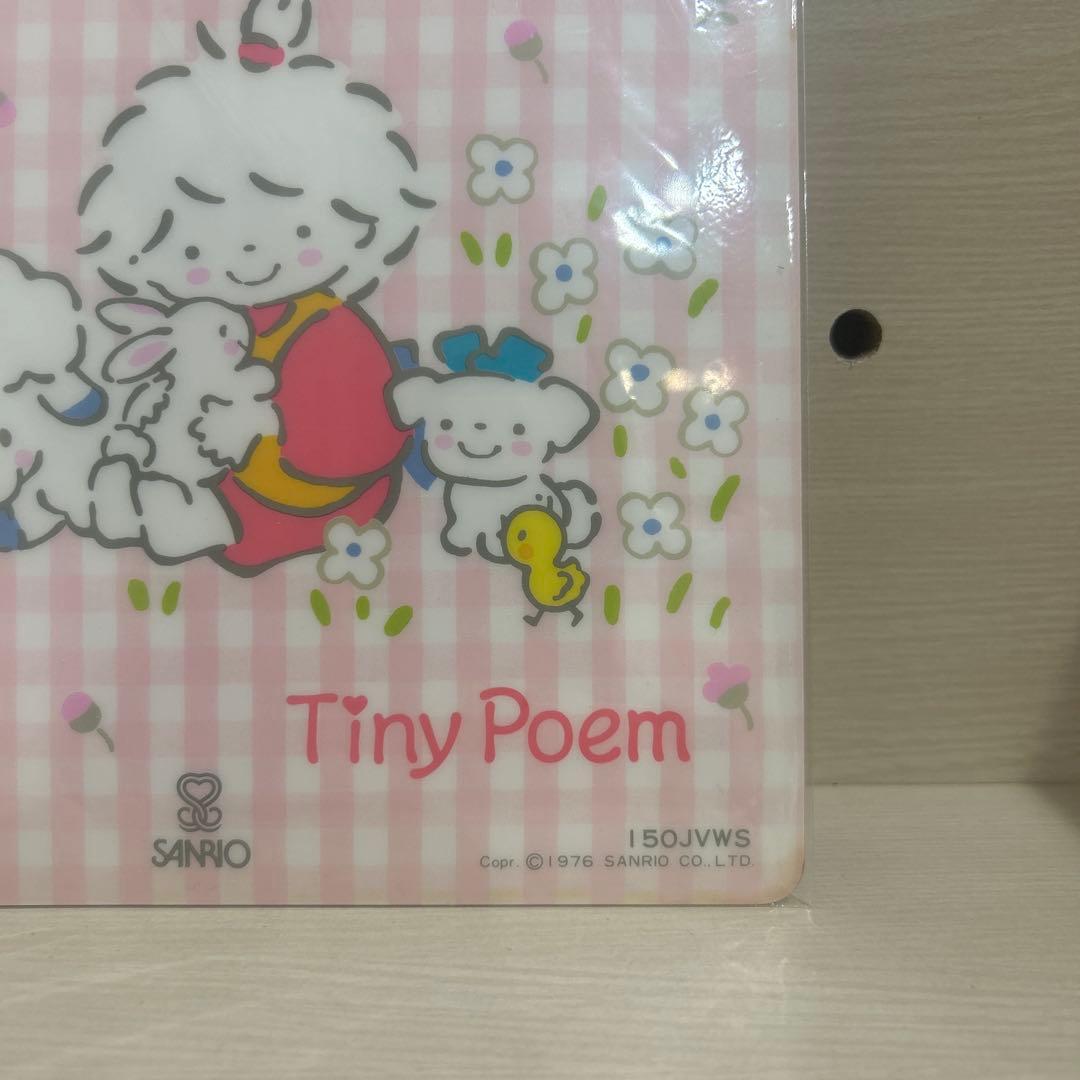 Tiny Poem
SANRIO
150JVWS
Copr. ©1976 SANRIO CO., LTD.